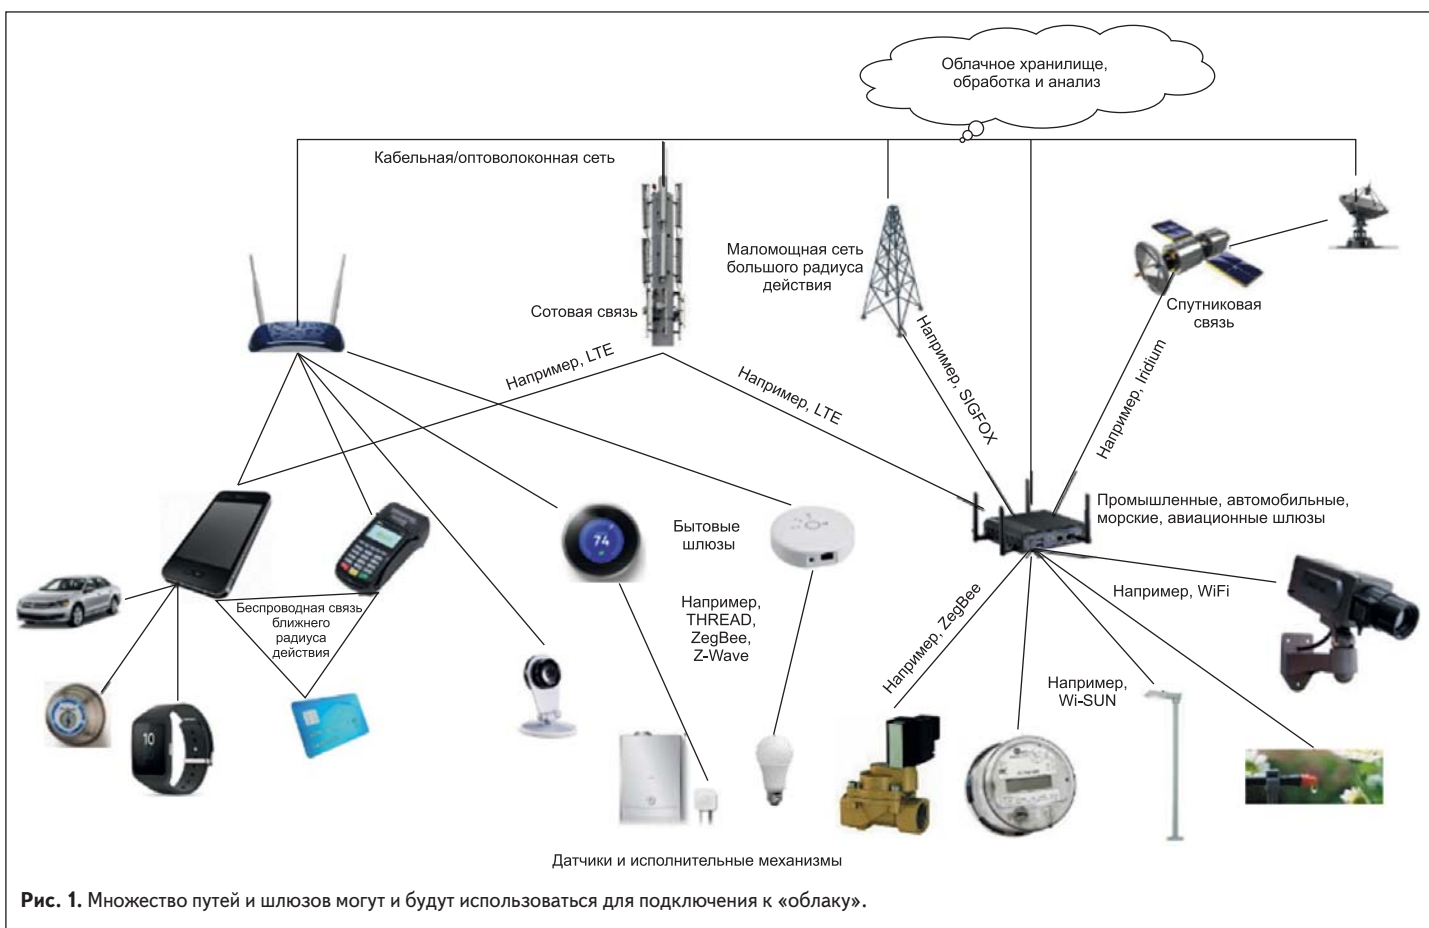 Облачное хранилище,
обработка и анализ
Кабельная/оптоволоконная сеть
Маломощная сеть
большого радиуса
действия
Сотовая связь
Спутниковая
связь
Например, LTE
Например, LTE
Например, SIGFOX
Например, Iridium
Промышленные, автомобильные,
морские, авиационные шлюзы
Бытовые
шлюзы
74
Например, WiFi
Например,
THREAD,
ZegBee,
Z-Wave
Например, ZegBee
Беспроводная связь
ближнего
радиуса
действия
Например,
Wi-SUN
10
Датчики и исполнительные механизмы
Рис. 1. Множество путей и шлюзов могут и будут использоваться для подключения к «облаку».